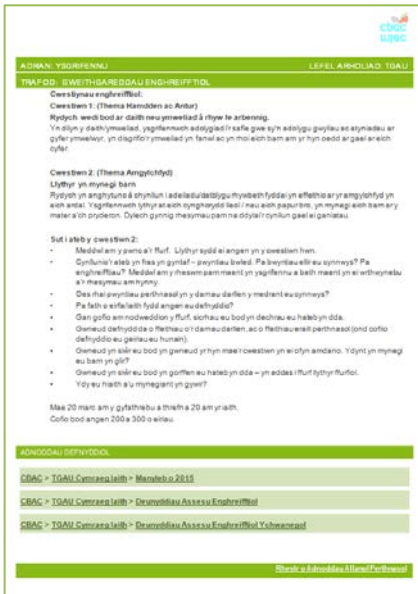 cbac
wjec
ADRAN: YSGRIFENNU
LEFEL ARHOLIAD: TGAU
TRAFOD: GWEITHGAREDDAU ENGHREIFFTIOL
Cwestiynau enghreifftiol:
Cwestiwn 1: (Thema Hamdden ac Antur)
Rydych wedi bod ar daith neu ymweliad â rhyw le arbennig.
Yn dilyn y daith/ymweliad, ysgrifennwch adolygiad i'r safle gwe sy'n adolygu gwyliau ac atyniadau ar
gyfer ymwelwyr, yn disgrifio'r ymweliad yn fanwl ac yn rhoi eich barn am yr hyn oedd ar gael ar eich
cyfer.
Cwestiwn 2: (Thema Amgylchfyd)
Llythyr yn mynegi barn
Rydych yn anghytuno â chynllun i adeiladu/datblygu rhywbeth fyddai yn effeithio ar yr amgylchfyd yn
eich ardal. Ysgrifennwch lythyr at eich cynghorydd lleol / neu eich papur bro, yn mynegi eich barn a'r
mater a'ch pryderon. Dylech gynnig rhesymau pam na ddylai'r cynllun gael ei ganiatau.
Sut i ateb y cwestiwn 2:
- Meddwl am y pwnc a'r ffurf. Llythyr sydd ei angen yn y cwestiwn hwn.
- Cynllunio'r ateb yn fras yn gyntaf – pwyntiau bwled. Pa bwyntiau ellir eu cynnwys? Pa
enghreifftiau? Meddwl am y rheswm pam maent yn ysgrifennu a beth maent yn ei wrthwynebu
a'r rhesymau am hynny.
- Oes rhai pwyntiau perthnasol yn y darnau darllen y medrant eu cynnwys?
- Pa fath o eirfa/iaith fydd angen eu defnyddio?
- Gan gofio am nodweddion y ffurf, sicrhau eu bod yn dechrau eu hateb yn dda.
- Gwneud defnydd da o ffeithiau o'r darnau darllen, ac o ffeithiau eraill perthnasol (ond cofio
defnyddio eu geiriau eu hunain).
- Gwneud yn siŵr eu bod yn gwneud yr hyn mae'r cwestiwn yn ei ofyn amdano. Ydynt yn mynegi
eu barn yn glir?
- Gwneud yn siŵr eu bod yn gorffen eu hateb yn dda – yn addas i ffurf llythyr ffurfiol.
- Ydy eu hiaith a'u mynegiant yn gywir?
Mae 20 marc am y gyfathrebu a threfn a 20 am yr iaith.
Cofio bod angen 200 a 300 o eiriau.
ADNODDAU DEFNYDDIOL
CBAC > TGAU Cymraeg Iaith > Manyleb o 2015
CBAC > TGAU Cymraeg Iaith > Deunyddiau Asesu Enghreifftiol
CBAC > TGAU Cymraeg Iaith > Deunyddiau Asesu Enghreifftiol Ychwanegol
Rhestr o Adnoddau Allanol Perthnasol